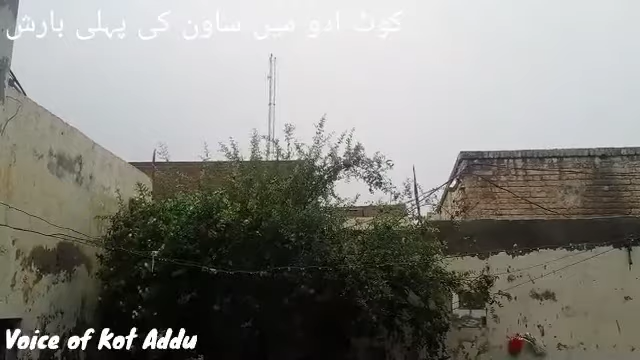 کوٹ ادو میں ساون کی پہلی بارش
Voice of Kot Addu